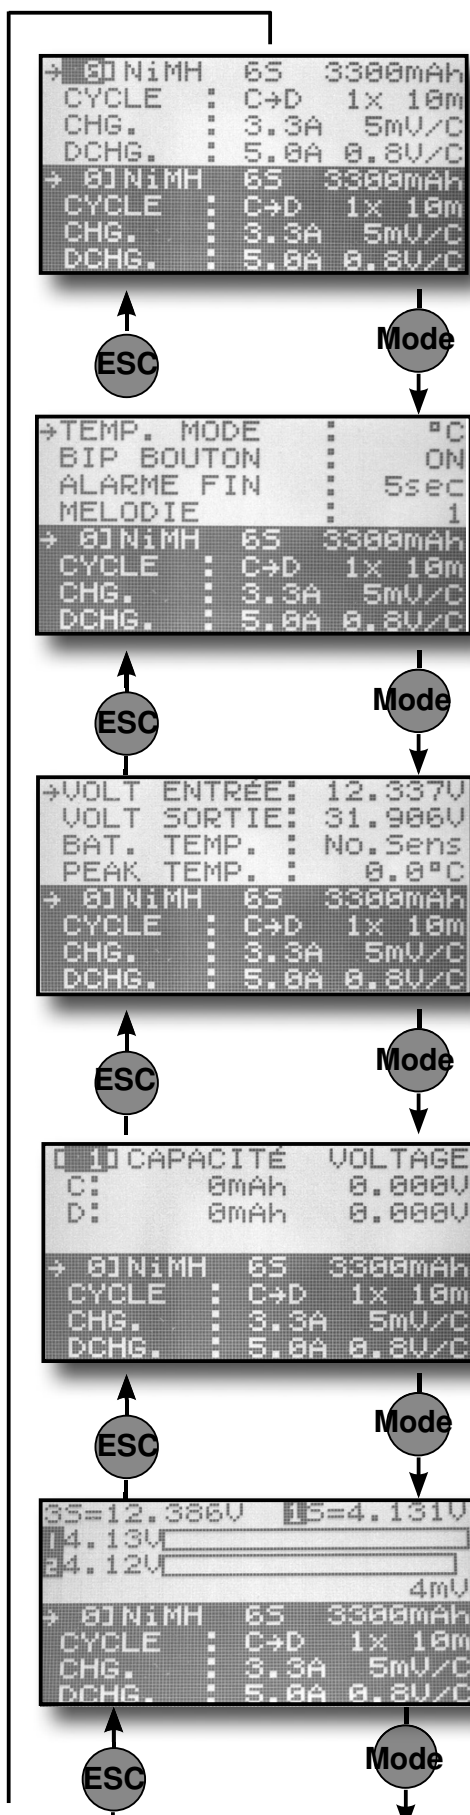 → 0]NiMH 6S 3300mAh
CYCLE : C→D 1x 10m
CHG. : 3.3A 5mV/C
DCHG. : 5.0A 0.8V/C
→ 0]NiMH 6S 3300mAh
CYCLE : C→D 1x 10m
CHG. : 3.3A 5mV/C
DCHG. : 5.0A 0.8V/C
ESC Mode
→TEMP. MODE : °C
BIP BOUTON : ON
ALARME FIN : 5sec
MELODIE : 1
→ 0]NiMH 6S 3300mAh
CYCLE : C→D 1x 10m
CHG. : 3.3A 5mV/C
DCHG. : 5.0A 0.8V/C
ESC Mode
→VOLT ENTRÉE: 12.337V
VOLT SORTIE: 31.906V
BAT. TEMP. : No.Sens
PEAK TEMP. : 0.0°C
→ 0]NiMH 6S 3300mAh
CYCLE : C→D 1x 10m
CHG. : 3.3A 5mV/C
DCHG. : 5.0A 0.8V/C
ESC Mode
[ 1]CAPACITÉ VOLTAGE
C: 0mAh 0.000V
D: 0mAh 0.000V
→ 0]NiMH 6S 3300mAh
CYCLE : C→D 1x 10m
CHG. : 3.3A 5mV/C
DCHG. : 5.0A 0.8V/C
ESC Mode
3S=12.386V 1S=4.131V
1 4.13V
2 4.12V
4mV
→ 0]NiMH 6S 3300mAh
CYCLE : C→D 1x 10m
CHG. : 3.3A 5mV/C
DCHG. : 5.0A 0.8V/C
ESC Mode